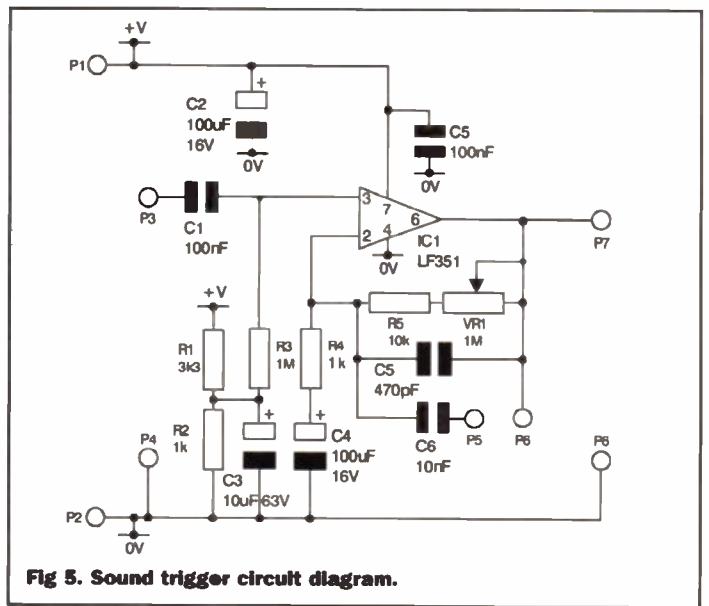 +V
P1
C2
100uF
16V
+
0V
C5
100nF
0V
P3
C1
100nF
3
7
6
2
4
IC1
LF351
0V
P7
+V
R1
3k3
R3
1M
R4
1k
R5
10k
VR1
1M
C5
470pF
C6
10nF
P5
P6
P6
P4
R2
1k
+
C3
10uF 63V
+
C4
100uF
16V
P2
0V
Fig 5. Sound trigger circuit diagram.